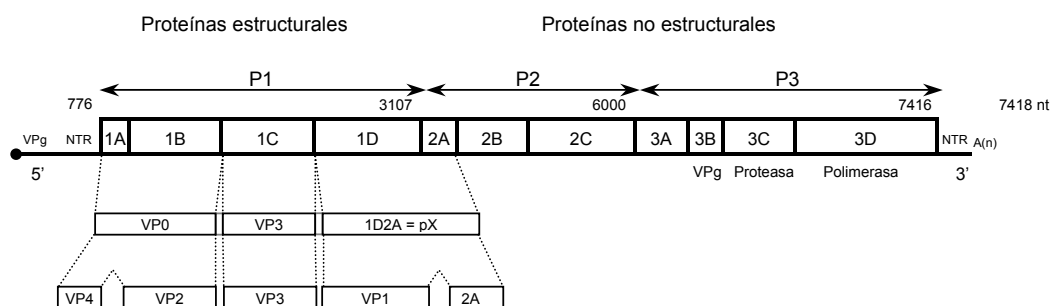 Proteínas estructurales Proteínas no estructurales
P1 P2 P3
776 3107 6000 7416 7418 nt
VPg NTR 1A 1B 1C 1D 2A 2B 2C 3A 3B 3C 3D NTR A(n)
5’ VPg Proteasa Polimerasa 3’
VP0 VP3 1D2A = pX
VP4 VP2 VP3 VP1 2A